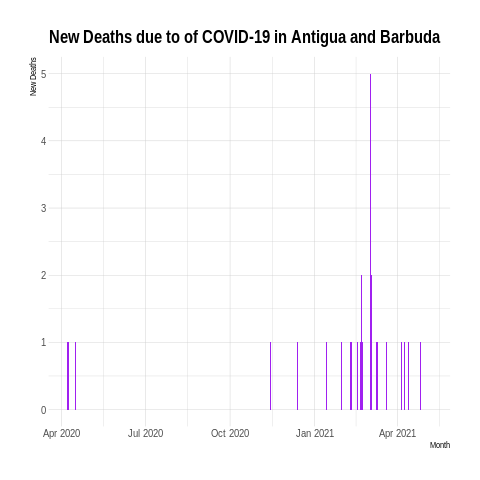 New Deaths due to of COVID-19 in Antigua and Barbuda
New Deaths
5
4
3
2
1
0
Apr 2020 Jul 2020 Oct 2020 Jan 2021 Apr 2021
Month